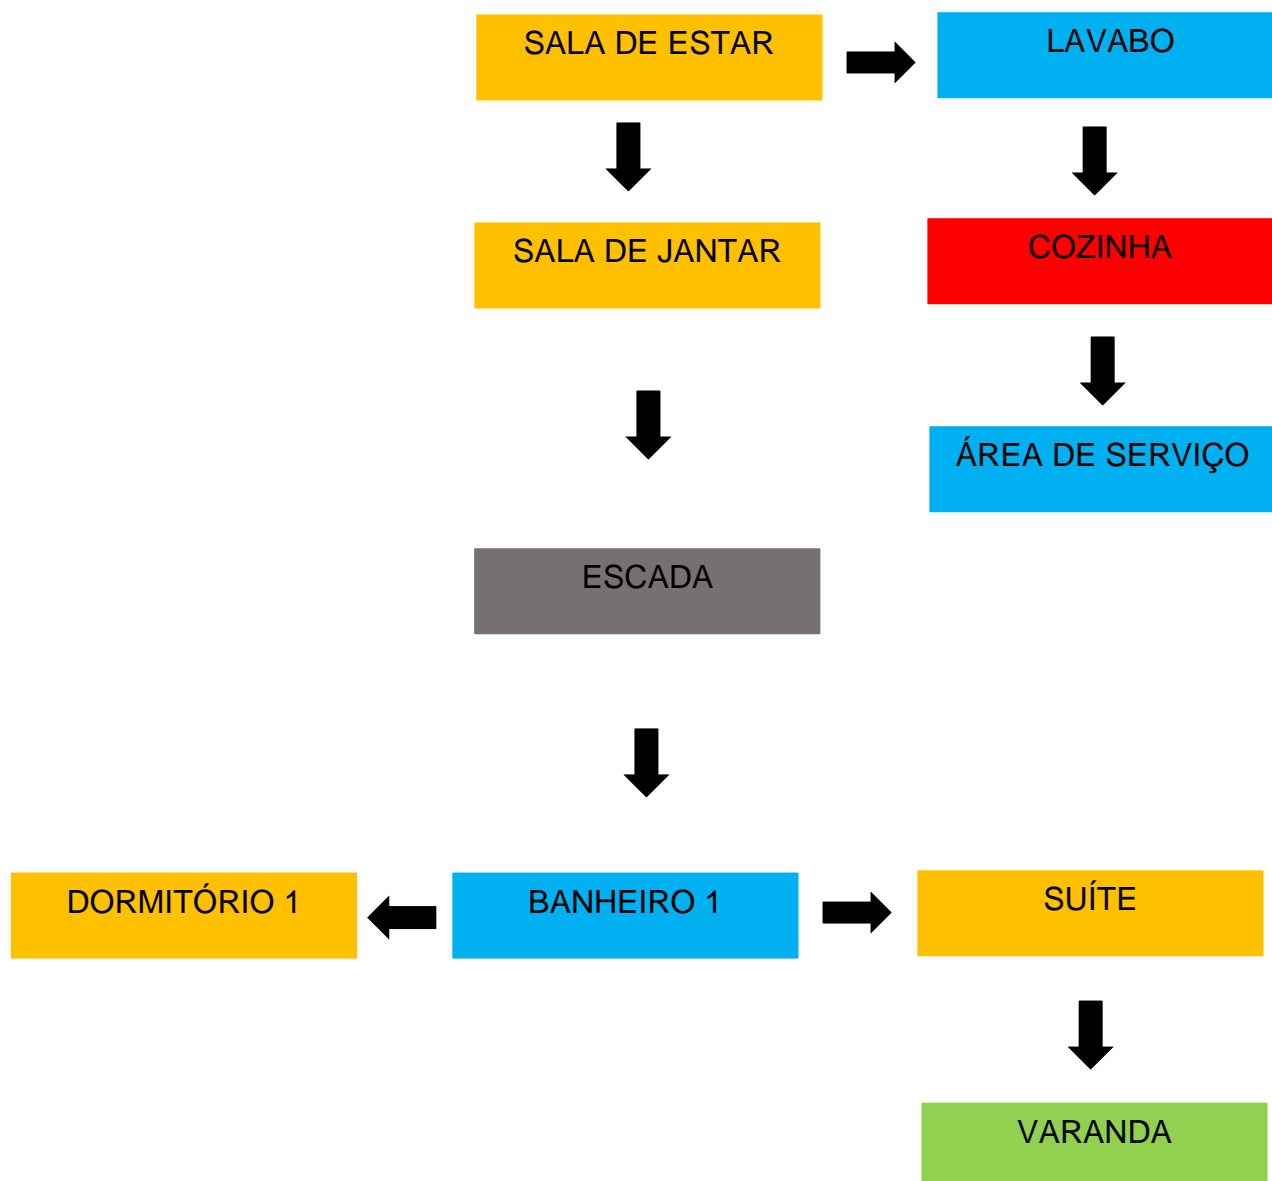 SALA DE ESTAR
LAVABO
SALA DE JANTAR
COZINHA
ÁREA DE SERVIÇO
ESCADA
DORMITÓRIO 1
BANHEIRO 1
SUÍTE
VARANDA